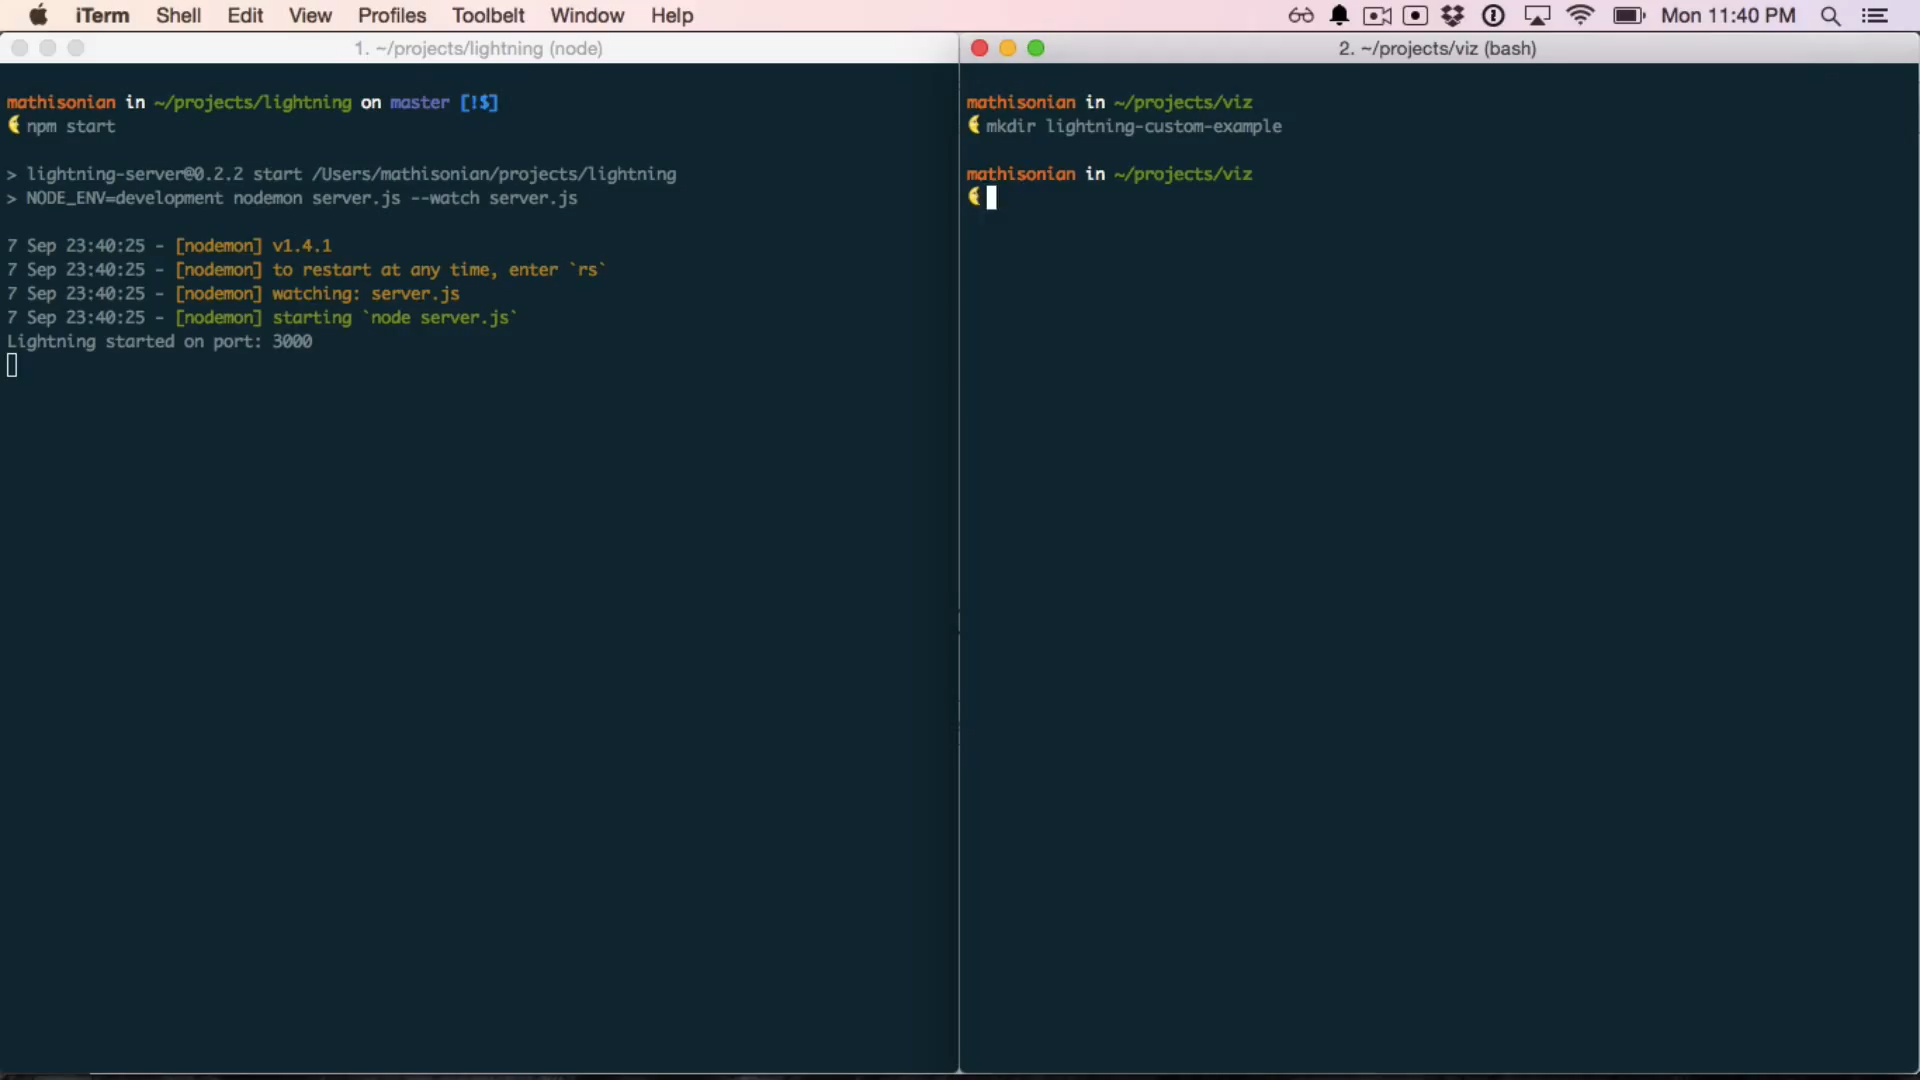 iTerm Shell Edit View Profiles Toolbelt Window Help Mon 11:40 PM
1. ~/projects/lightning (node)
mathisonian in ~/projects/lightning on master [!$]
npm start
> lightning-server@0.2.2 start /Users/mathisonian/projects/lightning
> NODE_ENV=development nodemon server.js --watch server.js
7 Sep 23:40:25 - [nodemon] v1.4.1
7 Sep 23:40:25 - [nodemon] to restart at any time, enter `rs`
7 Sep 23:40:25 - [nodemon] watching: server.js
7 Sep 23:40:25 - [nodemon] starting `node server.js`
Lightning started on port: 3000
2. ~/projects/viz (bash)
mathisonian in ~/projects/viz
mkdir lightning-custom-example
mathisonian in ~/projects/viz